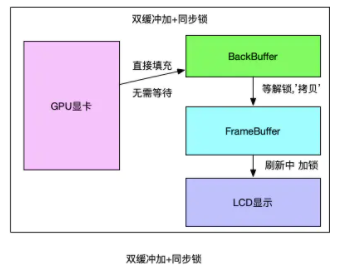 双缓冲加+同步锁
直接填充
无需等待
GPU显卡
BackBuffer
等解锁,'拷贝'
FrameBuffer
刷新中 加锁
LCD显示
双缓冲加+同步锁